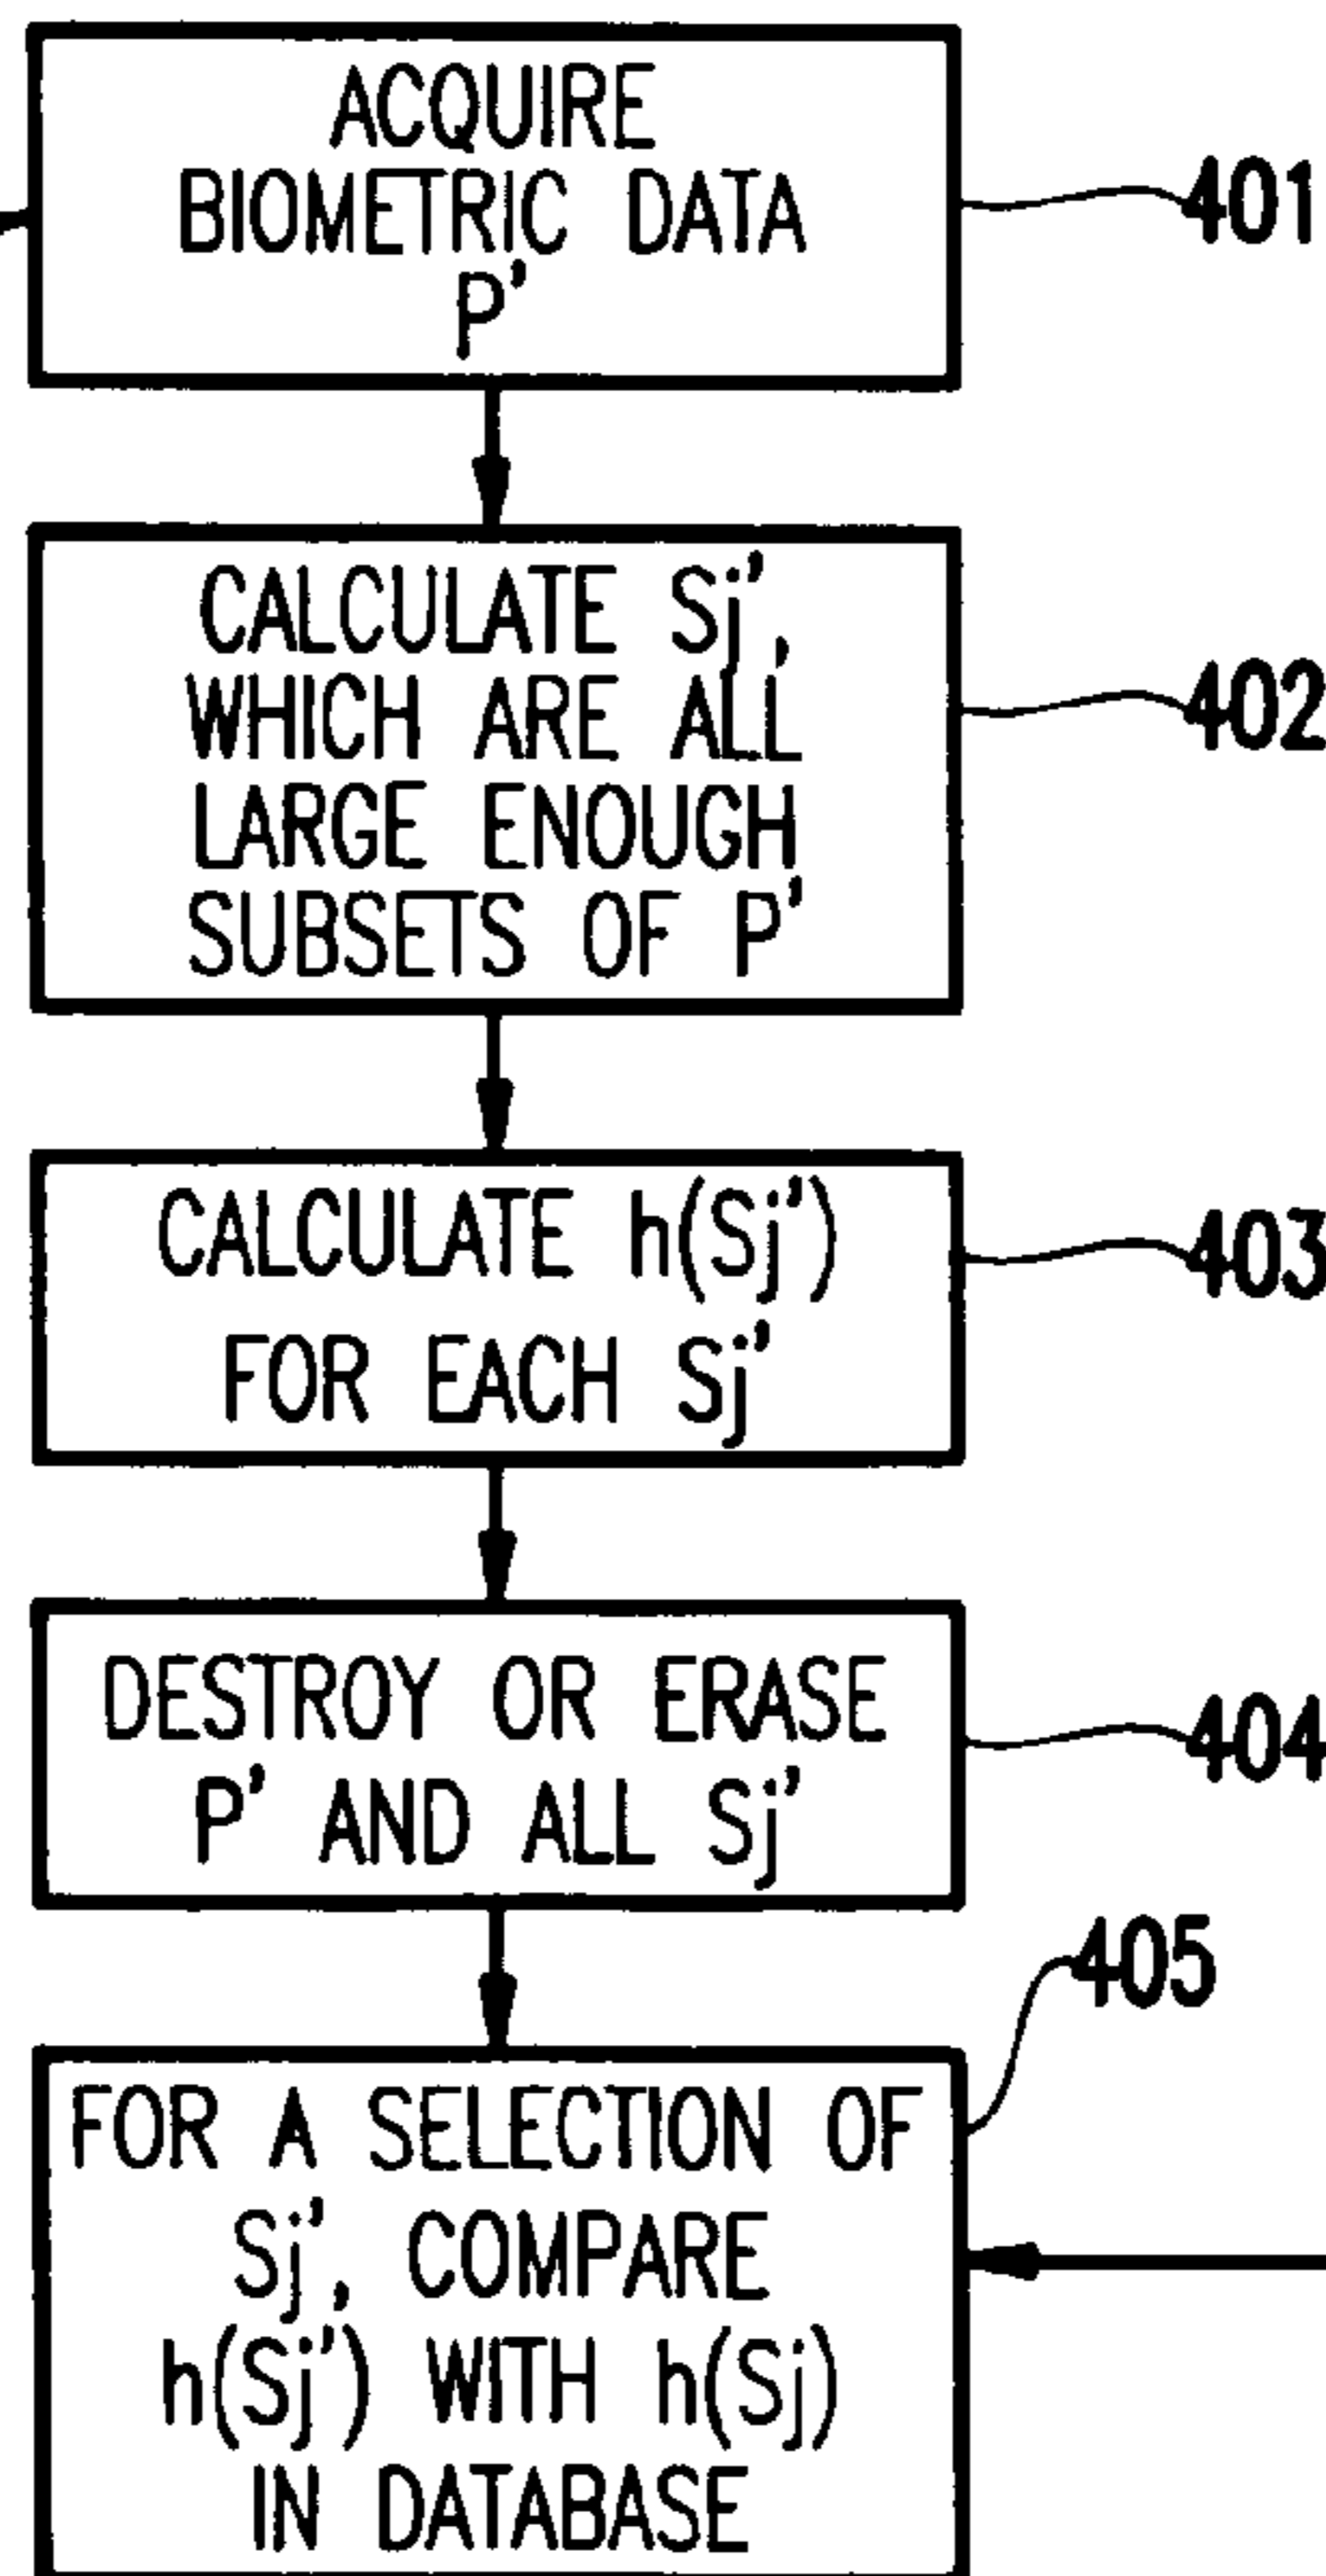 ACQUIRE
BIOMETRIC DATA
P'
401
CALCULATE Sj',
WHICH ARE ALL
LARGE ENOUGH
SUBSETS OF P'
402
CALCULATE h(Sj')
FOR EACH Sj'
403
DESTROY OR ERASE
P' AND ALL Sj'
404
405
FOR A SELECTION OF
Sj', COMPARE
h(Sj') WITH h(Sj)
IN DATABASE